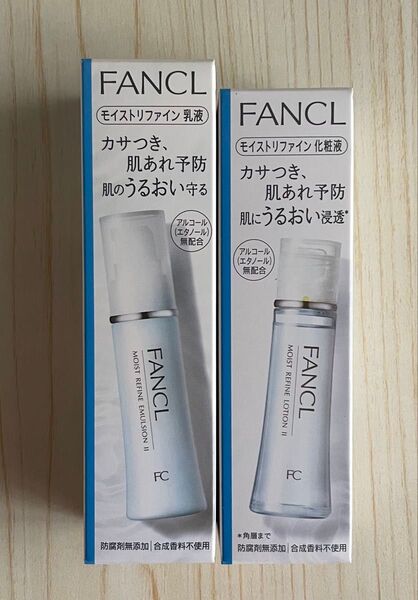 FANCL
モイストリファイン 乳液
カサつき、
肌あれ予防
肌のうるおい守る
アルコール
(エタノール)
無配合
FANCL
MOIST REFINE EMULSION II
FC
防腐剤無添加|合成香料不使用
FANCL
モイストリファイン 化粧液
カサつき、
肌あれ予防
肌にうるおい浸透*
アルコール
(エタノール)
無配合
FANCL
MOIST REFINE LOTION II
FC
*角層まで
防腐剤無添加|合成香料不使用